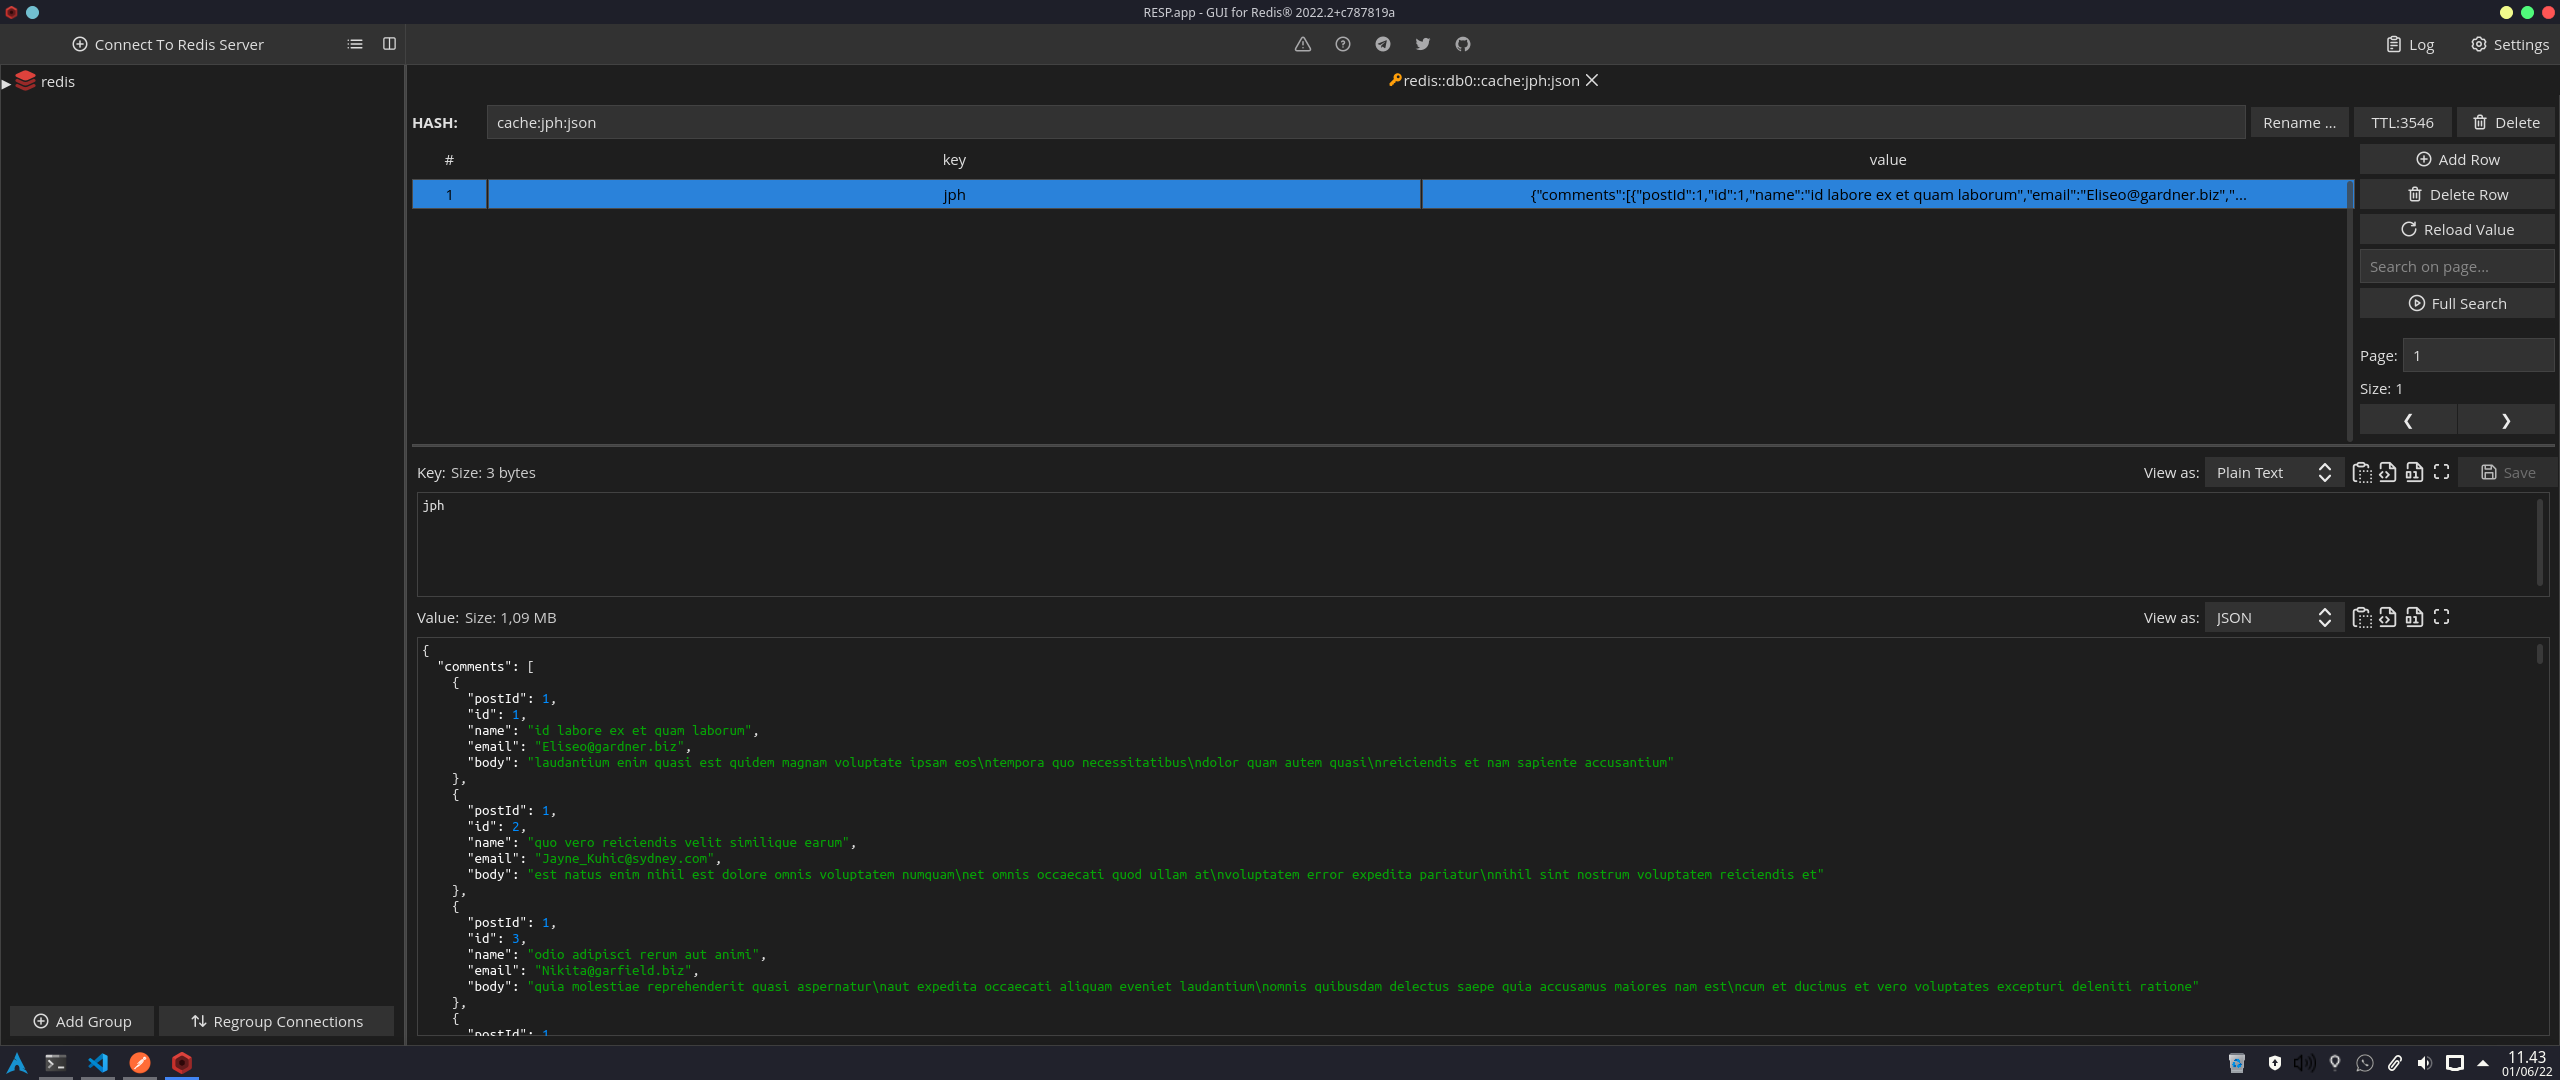 RESP.app - GUI for Redis® 2022.2+c787819a
Connect To Redis Server
Log
Settings
redis
redis::db0::cache:jph:json
HASH:
cache:jph:json
Rename ...
TTL:3546
Delete
#
key
value
Add Row
1
jph
{"comments":[{"postId":1,"id":1,"name":"id labore ex et quam laborum","email":"Eliseo@gardner.biz","...
Delete Row
Reload Value
Search on page...
Full Search
Page:
1
Size: 1
Key: Size: 3 bytes
View as:
Plain Text
Save
jph
Value: Size: 1,09 MB
View as:
JSON
{
"comments": [
{
"postId": 1,
"id": 1,
"name": "id labore ex et quam laborum",
"email": "Eliseo@gardner.biz",
"body": "laudantium enim quasi est quidem magnam voluptate ipsam eos\ntempora quo necessitatibus\ndolor quam autem quasi\nreiciendis et nam sapiente accusantium"
},
{
"postId": 1,
"id": 2,
"name": "quo vero reiciendis velit similique earum",
"email": "Jayne_Kuhic@sydney.com",
"body": "est natus enim nihil est dolore omnis voluptatem numquam\net omnis occaecati quod ullam at\nvoluptatem error expedita pariatur\nnihil sint nostrum voluptatem reiciendis et"
},
{
"postId": 1,
"id": 3,
"name": "odio adipisci rerum aut animi",
"email": "Nikita@garfield.biz",
"body": "quia molestiae reprehenderit quasi aspernatur\naut expedita occaecati aliquam eveniet laudantium\nomnis quibusdam delectus saepe quia accusamus maiores nam est\ncum et ducimus et vero voluptates excepturi deleniti ratione"
},
{
"postId": 1
Add Group
Regroup Connections
11.43
01/06/22